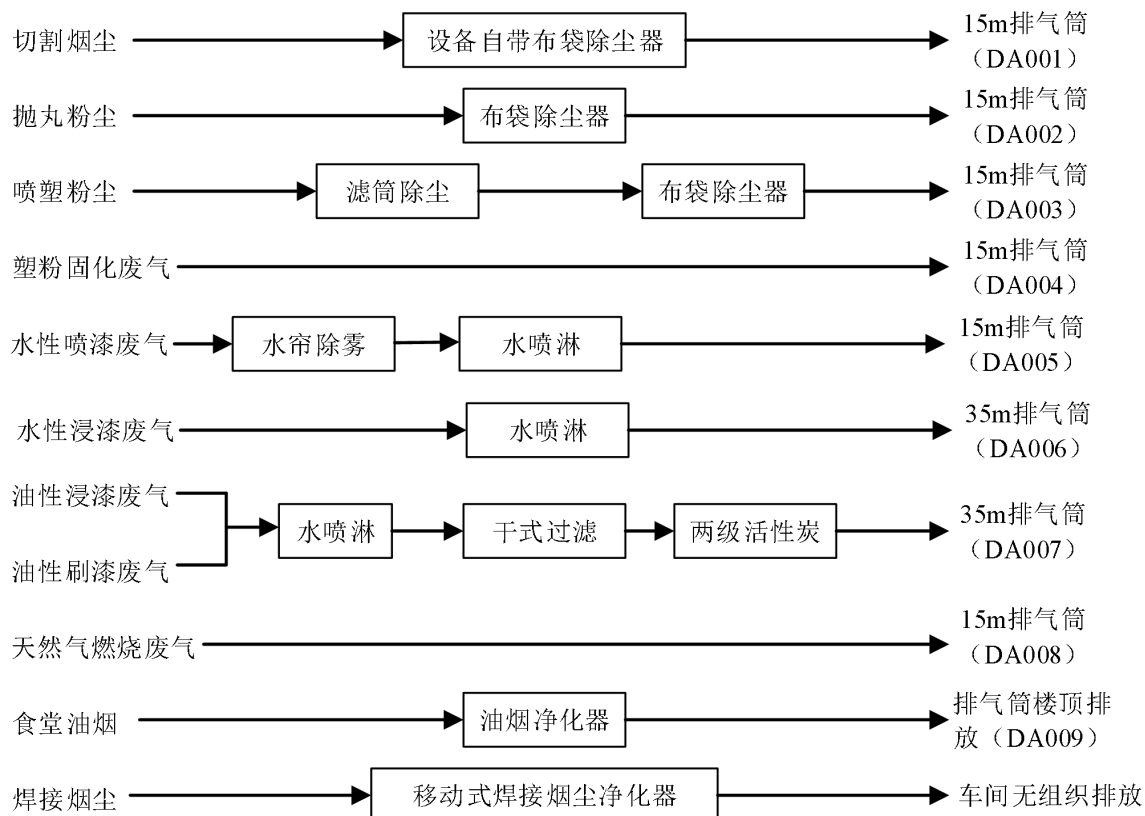 切割烟尘
设备自带布袋除尘器
15m排气筒
（DA001）
抛丸粉尘
布袋除尘器
15m排气筒
（DA002）
喷塑粉尘
滤筒除尘
布袋除尘器
15m排气筒
（DA003）
塑粉固化废气
15m排气筒
（DA004）
水性喷漆废气
水帘除雾
水喷淋
15m排气筒
（DA005）
水性浸漆废气
水喷淋
35m排气筒
（DA006）
油性浸漆废气
油性刷漆废气
水喷淋
干式过滤
两级活性炭
35m排气筒
（DA007）
天然气燃烧废气
15m排气筒
（DA008）
食堂油烟
油烟净化器
排气筒楼顶排
放（DA009）
焊接烟尘
移动式焊接烟尘净化器
车间无组织排放